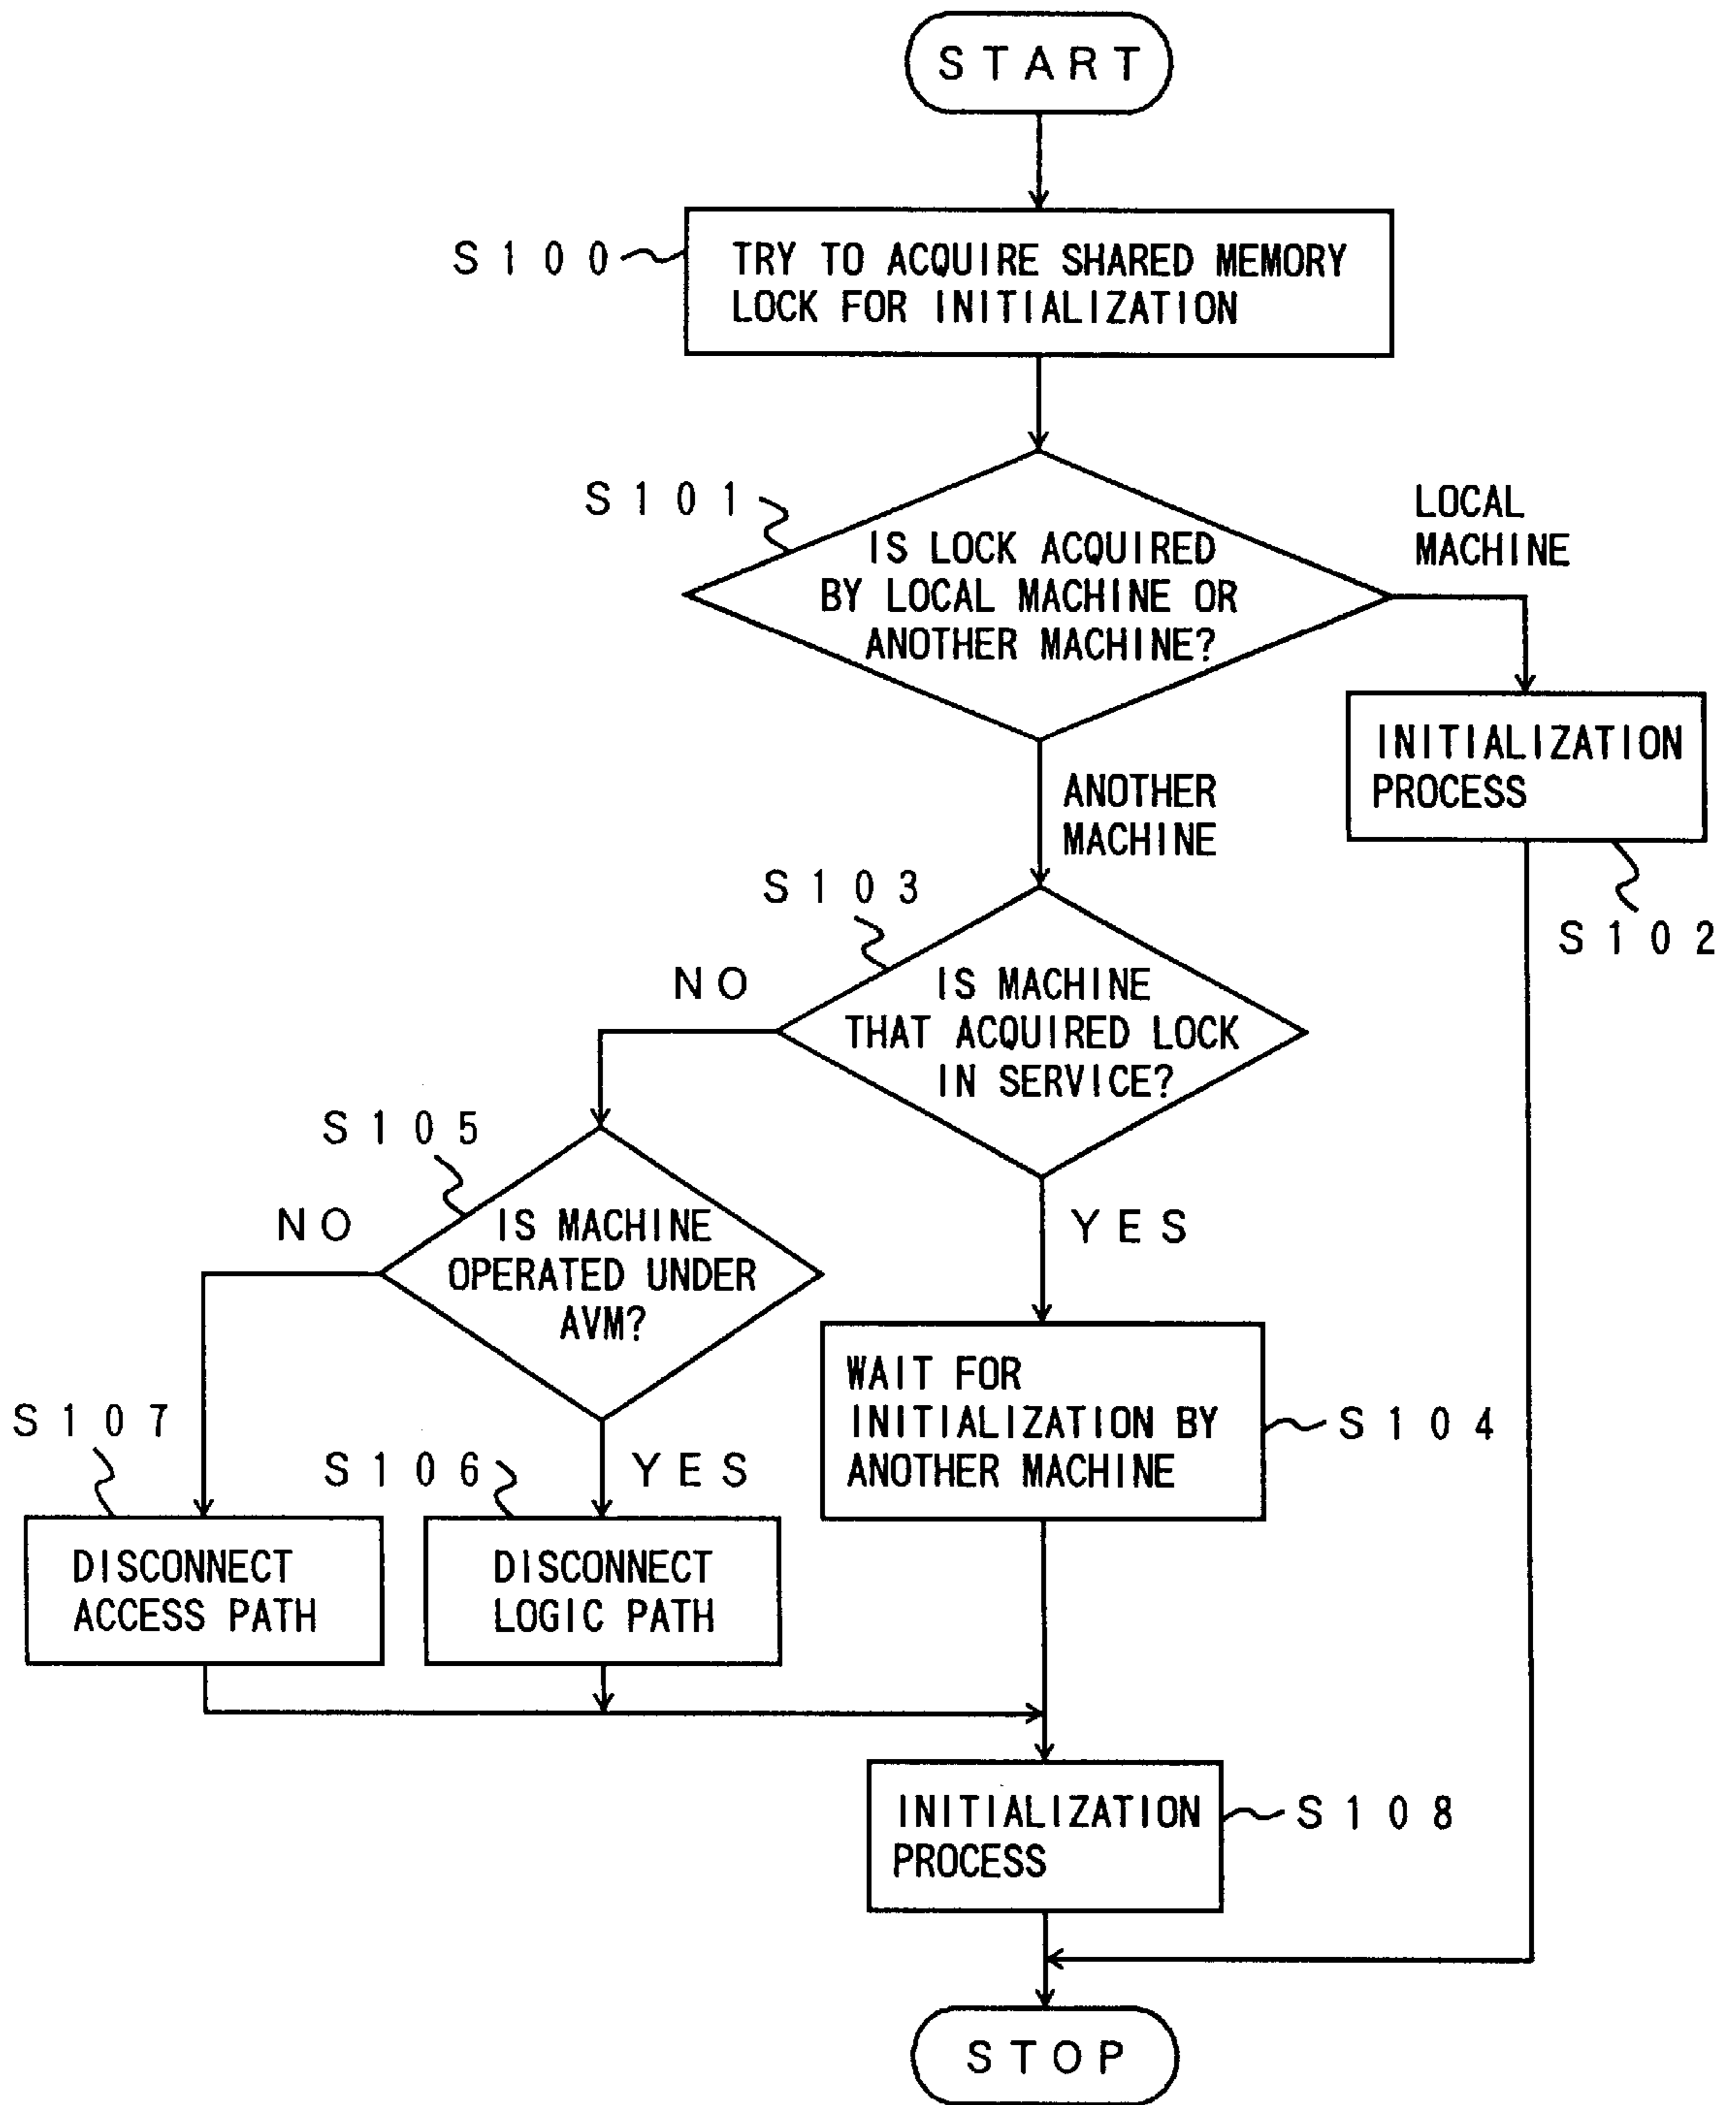 START
S100
TRY TO ACQUIRE SHARED MEMORY
LOCK FOR INITIALIZATION
S101
IS LOCK ACQUIRED
BY LOCAL MACHINE OR
ANOTHER MACHINE?
LOCAL
MACHINE
INITIALIZATION
PROCESS
S102
ANOTHER
MACHINE
S103
IS MACHINE
THAT ACQUIRED LOCK
IN SERVICE?
NO
YES
S105
IS MACHINE
OPERATED UNDER
AVM?
NO
YES
WAIT FOR
INITIALIZATION BY
ANOTHER MACHINE
S104
S107
DISCONNECT
ACCESS PATH
S106
DISCONNECT
LOGIC PATH
INITIALIZATION
PROCESS
S108
STOP